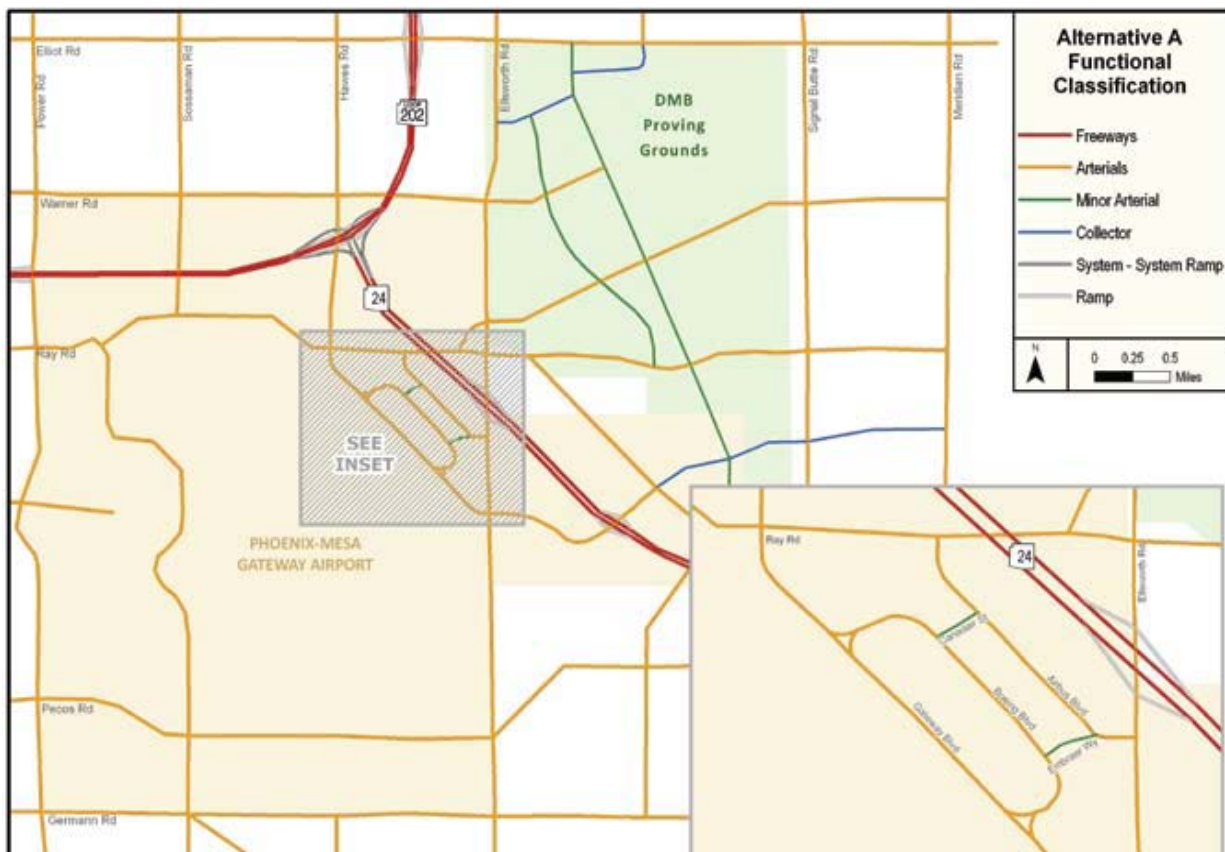 Elliot Rd
Power Rd
Sossaman Rd
Hawes Rd
LOOP
202
Ellsworth Rd
DMB
Proving
Grounds
Signal Butte Rd
Meridian Rd
Warner Rd
24
Ray Rd
SEE
INSET
PHOENIX-MESA
GATEWAY AIRPORT
Pecos Rd
Germann Rd
Alternative A
Functional
Classification
Freeways
Arterials
Minor Arterial
Collector
System - System Ramp
Ramp
N
0 0.25 0.5
Miles
Ray Rd
24
Ellsworth Rd
Canadair St
Airbus Blvd
Boeing Blvd
Gateway Blvd
Embraer Wy